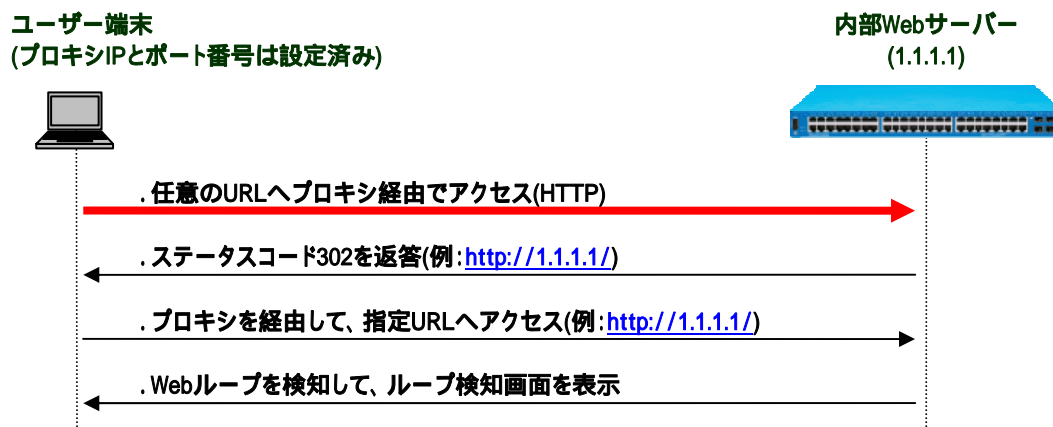 ユーザー端末
(プロキシIPとポート番号は設定済み)
内部Webサーバー
(1.1.1.1)
. 任意のURLへプロキシ経由でアクセス(HTTP)
. ステータスコード302を返答(例:http://1.1.1.1/)
. プロキシを経由して、指定URLへアクセス(例:http://1.1.1.1/)
. Webループを検知して、ループ検知画面を表示